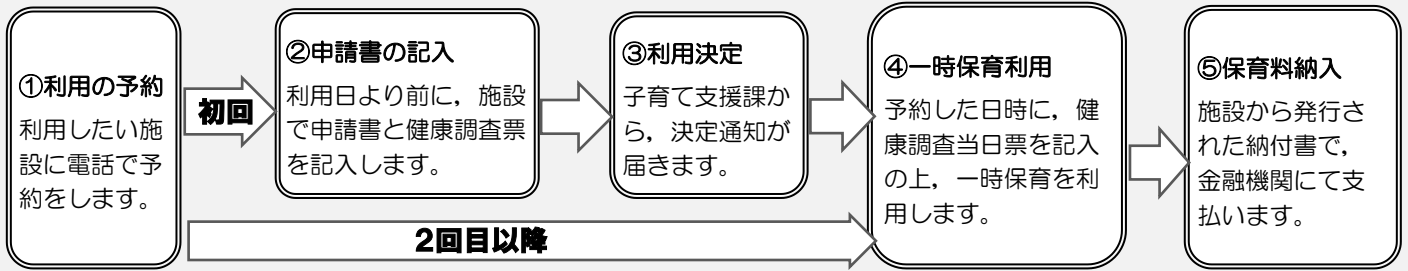 ①利用の予約
利用したい施
設に電話で予
約をします。
初回
②申請書の記入
利用日より前に，施設
で申請書と健康調査票
を記入します。
③利用決定
子育て支援課か
ら，決定通知が
届きます。
2回目以降
④一時保育利用
予約した日時に，健
康調査当日票を記入
の上，一時保育を利
用します。
⑤保育料納入
施設から発行さ
れた納付書で，
金融機関にて支
払います。